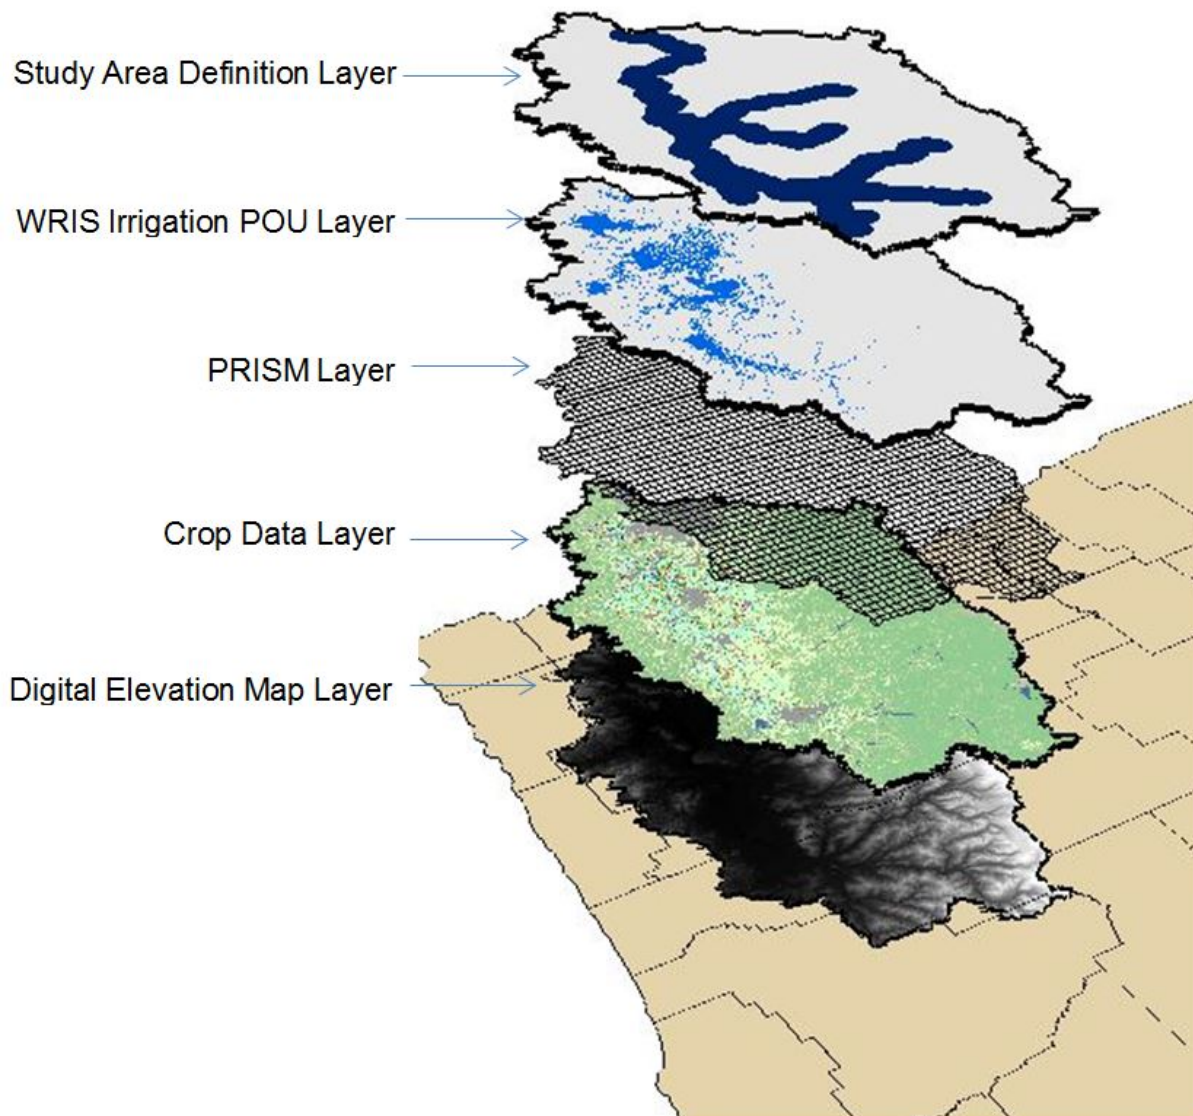 Study Area Definition Layer
WRIS Irrigation POU Layer
PRISM Layer
Crop Data Layer
Digital Elevation Map Layer